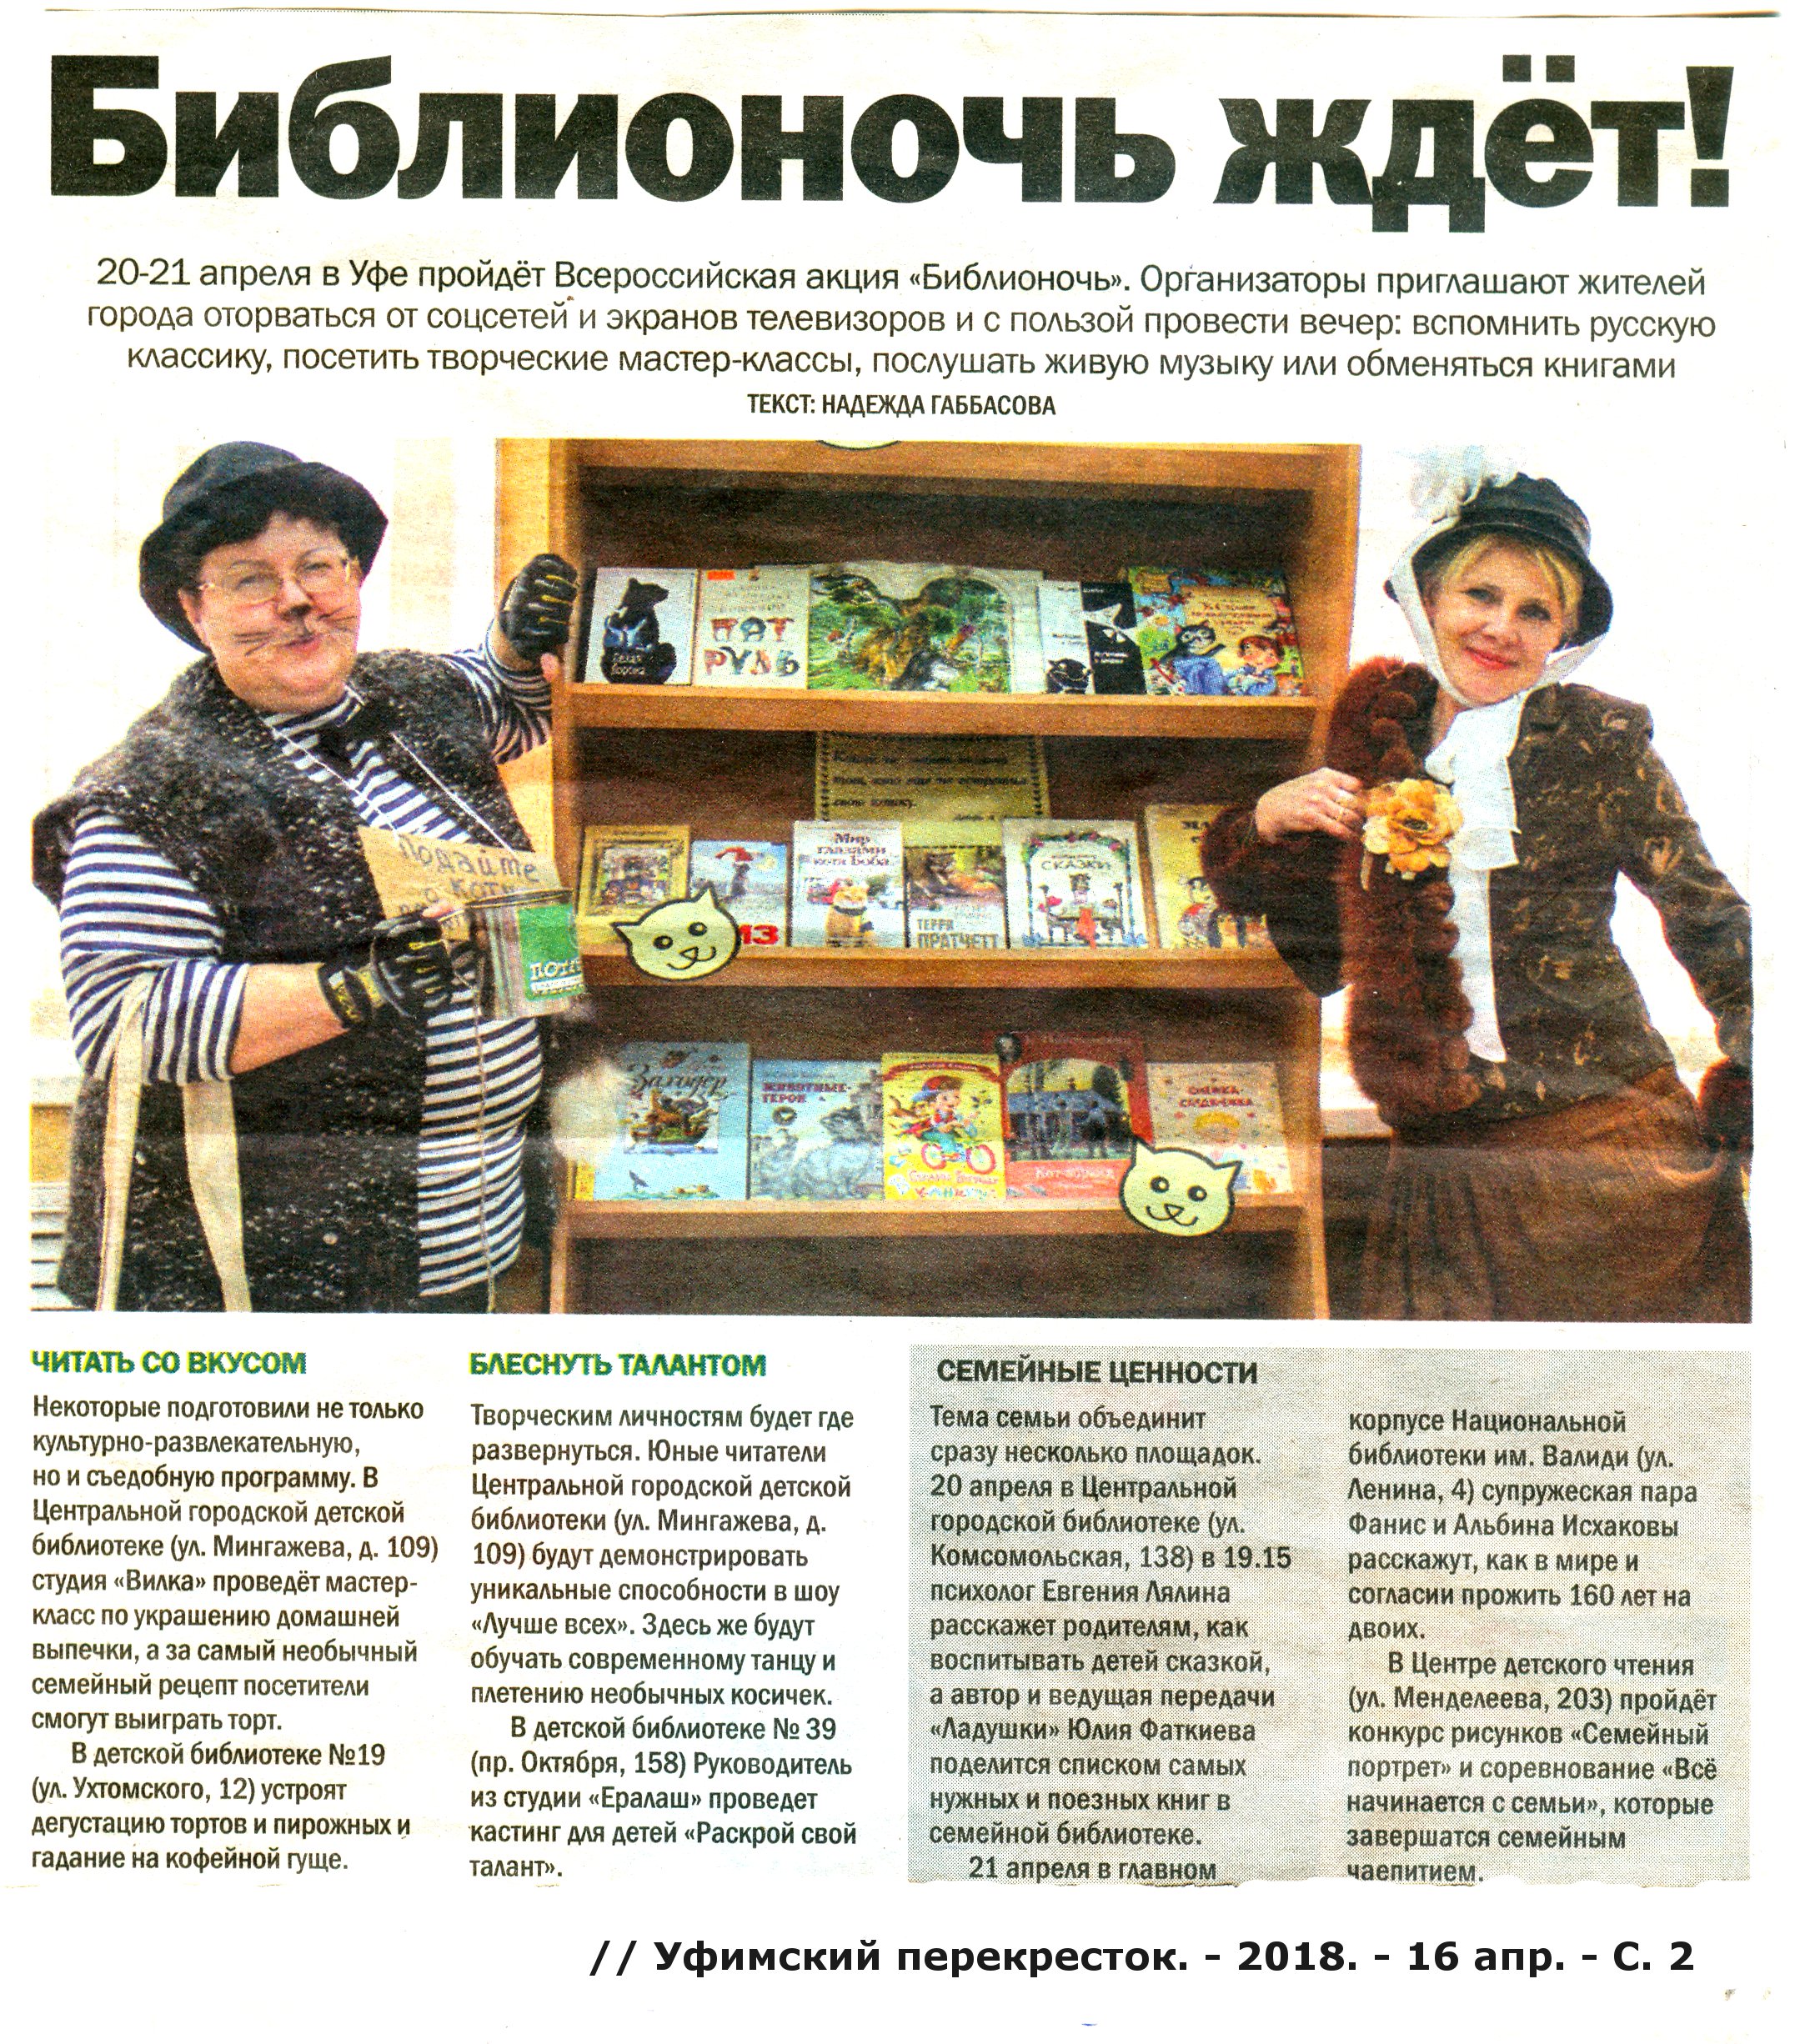 Библионочь ждёт!
20-21 апреля в Уфе пройдёт Всероссийская акция «Библионочь». Организаторы приглашают жителей
города оторваться от соцсетей и экранов телевизоров и с пользой провести вечер: вспомнить русскую
классику, посетить творческие мастер-классы, послушать живую музыку или обменяться книгами
ТЕКСТ: НАДЕЖДА ГАББАСОВА
ПАТ
РУЛЬ
Подайте
Мир
глазами
кота Боба
СКАЗКИ
ТЕРРИ
ПРАТЧЕТТ
Заходер
ЖИВОТНЫЕ-
ГЕРОИ
ЧИТАТЬ СО ВКУСОМ
Некоторые подготовили не только
культурно-развлекательную,
но и съедобную программу. В
Центральной городской детской
библиотеке (ул. Мингажева, д. 109)
студия «Вилка» проведёт мастер-
класс по украшению домашней
выпечки, а за самый необычный
семейный рецепт посетители
смогут выиграть торт.
В детской библиотеке №19
(ул. Ухтомского, 12) устроят
дегустацию тортов и пирожных и
гадание на кофейной гуще.
БЛЕСНУТЬ ТАЛАНТОМ
Творческим личностям будет где
развернуться. Юные читатели
Центральной городской детской
библиотеки (ул. Мингажева, д.
109) будут демонстрировать
уникальные способности в шоу
«Лучше всех». Здесь же будут
обучать современному танцу и
плетению необычных косичек.
В детской библиотеке № 39
(пр. Октября, 158) Руководитель
из студии «Ералаш» проведет
кастинг для детей «Раскрой свой
талант».
СЕМЕЙНЫЕ ЦЕННОСТИ
Тема семьи объединит
сразу несколько площадок.
20 апреля в Центральной
городской библиотеке (ул.
Комсомольская, 138) в 19.15
психолог Евгения Лялина
расскажет родителям, как
воспитывать детей сказкой,
а автор и ведущая передачи
«Ладушки» Юлия Фаткиева
поделится списком самых
нужных и поезных книг в
семейной библиотеке.
21 апреля в главном
корпусе Национальной
библиотеки им. Валиди (ул.
Ленина, 4) супружеская пара
Фанис и Альбина Исхаковы
расскажут, как в мире и
согласии прожить 160 лет на
двоих.
В Центре детского чтения
(ул. Менделеева, 203) пройдёт
конкурс рисунков «Семейный
портрет» и соревнование «Всё
начинается с семьи», которые
завершатся семейным
чаепитием.
// Уфимский перекресток. - 2018. - 16 апр. - С. 2